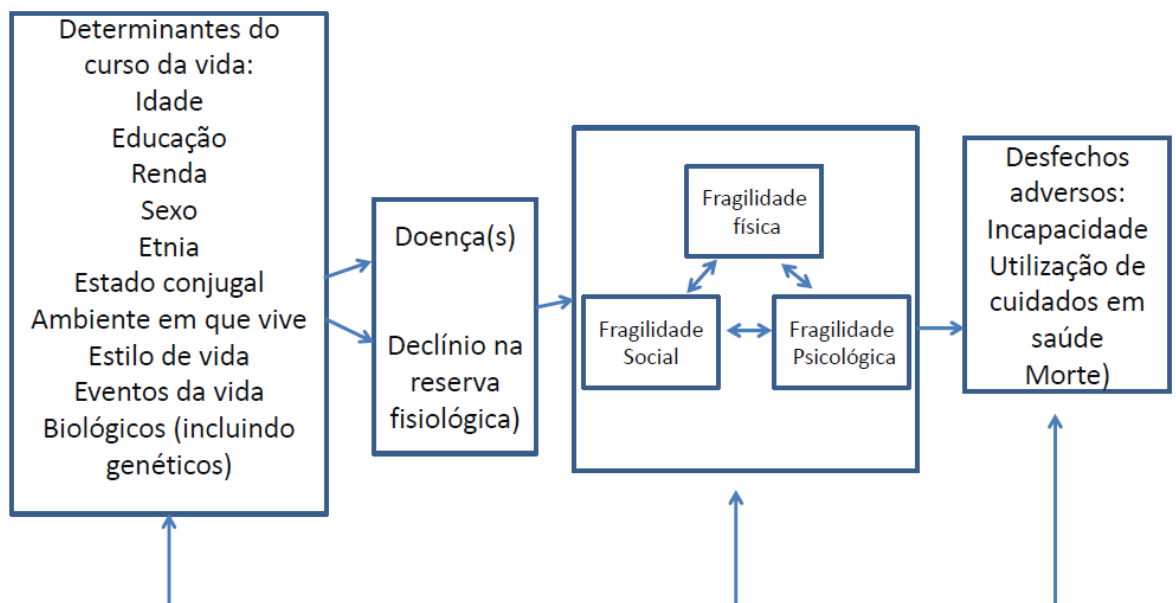 Determinantes do
curso da vida:
Idade
Educação
Renda
Sexo
Etnia
Estado conjugal
Ambiente em que vive
Estilo de vida
Eventos da vida
Biológicos (incluindo
genéticos)
Doença(s)
Declínio na
reserva
fisiológica)
Fragilidade
física
Fragilidade
Social
Fragilidade
Psicológica
Desfechos
adversos:
Incapacidade
Utilização de
cuidados em
saúde
Morte)